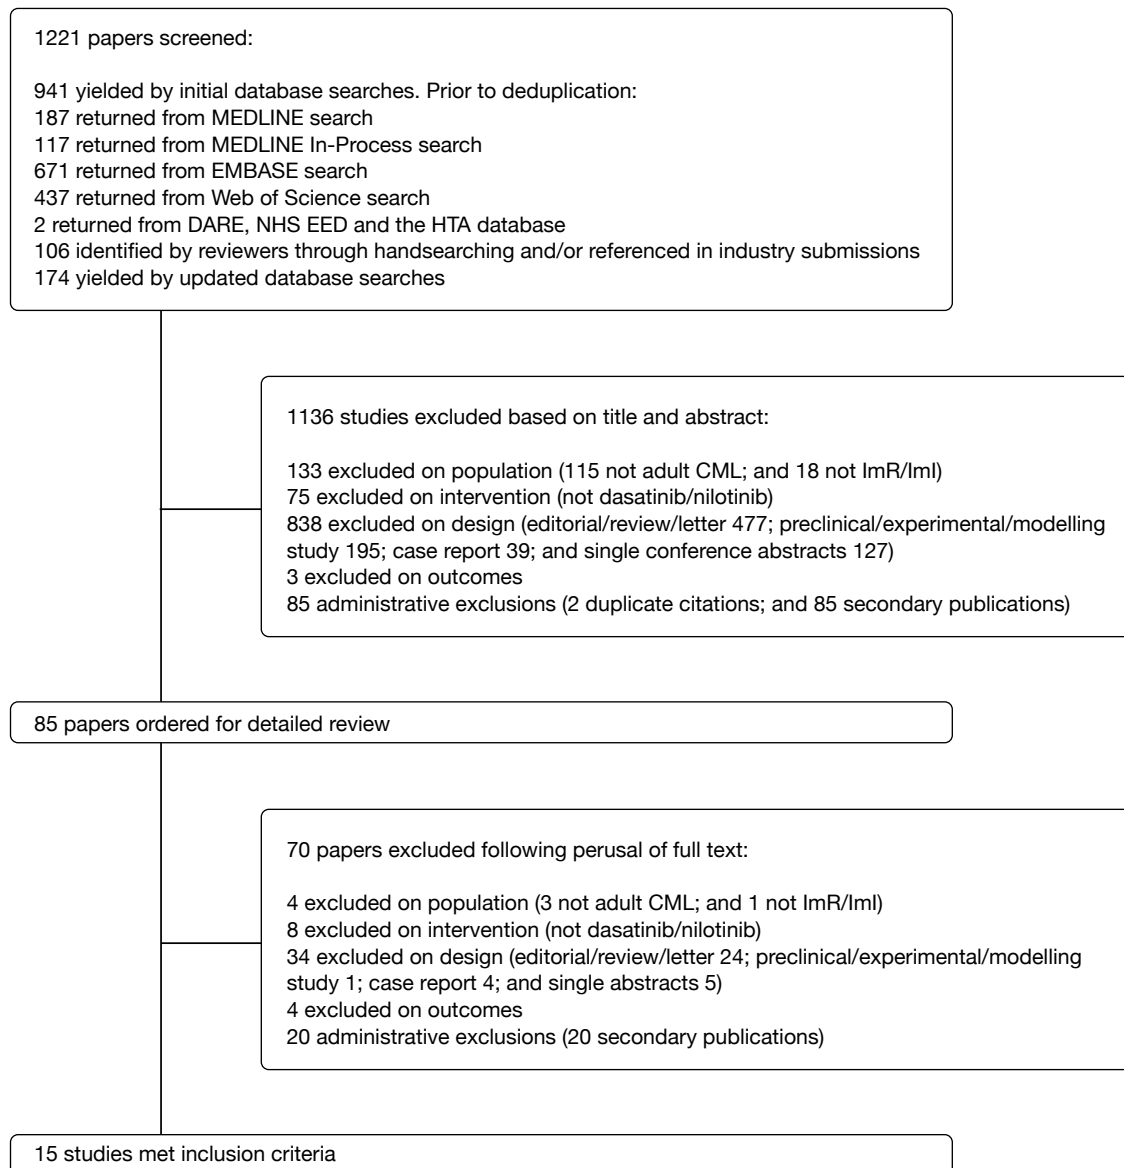 1221 papers screened:
941 yielded by initial database searches. Prior to deduplication:
187 returned from MEDLINE search
117 returned from MEDLINE In-Process search
671 returned from EMBASE search
437 returned from Web of Science search
2 returned from DARE, NHS EED and the HTA database
106 identified by reviewers through handsearching and/or referenced in industry submissions
174 yielded by updated database searches
1136 studies excluded based on title and abstract:
133 excluded on population (115 not adult CML; and 18 not ImR/ImI)
75 excluded on intervention (not dasatinib/nilotinib)
838 excluded on design (editorial/review/letter 477; preclinical/experimental/modelling
study 195; case report 39; and single conference abstracts 127)
3 excluded on outcomes
85 administrative exclusions (2 duplicate citations; and 85 secondary publications)
85 papers ordered for detailed review
70 papers excluded following perusal of full text:
4 excluded on population (3 not adult CML; and 1 not ImR/ImI)
8 excluded on intervention (not dasatinib/nilotinib)
34 excluded on design (editorial/review/letter 24; preclinical/experimental/modelling
study 1; case report 4; and single abstracts 5)
4 excluded on outcomes
20 administrative exclusions (20 secondary publications)
15 studies met inclusion criteria